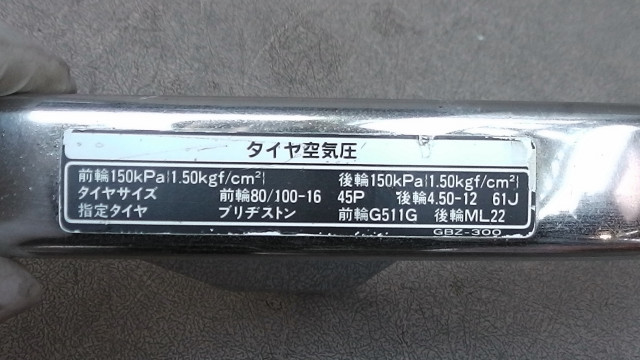 タイヤ空気圧
前輪150kPa{1.50kgf/cm²} 後輪150kPa{1.50kgf/cm²}
タイヤサイズ 前輪80/100-16 45P 後輪4.50-12 61J
指定タイヤ ブリヂストン 前輪G511G 後輪ML22
GBZ-300